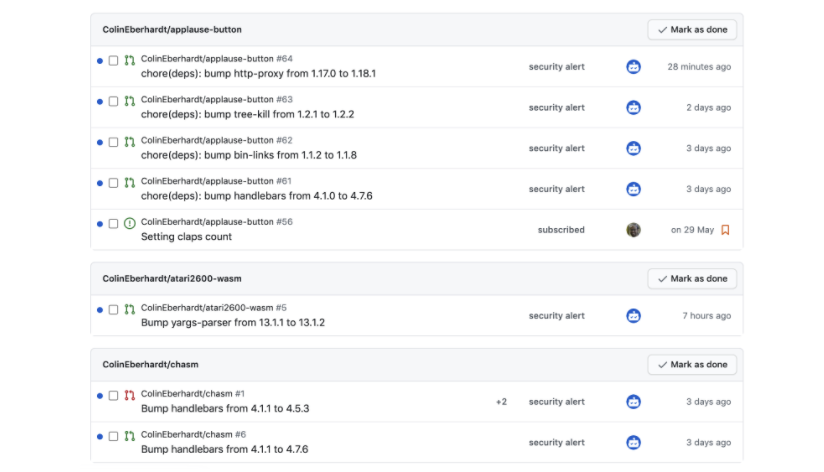 ColinEberhardt/applause-button
Mark as done
ColinEberhardt/applause-button #64
chore(deps): bump http-proxy from 1.17.0 to 1.18.1
security alert
28 minutes ago
ColinEberhardt/applause-button #63
chore(deps): bump tree-kill from 1.2.1 to 1.2.2
security alert
2 days ago
ColinEberhardt/applause-button #62
chore(deps): bump bin-links from 1.1.2 to 1.1.8
security alert
3 days ago
ColinEberhardt/applause-button #61
chore(deps): bump handlebars from 4.1.0 to 4.7.6
security alert
3 days ago
ColinEberhardt/applause-button #56
Setting claps count
subscribed
on 29 May
ColinEberhardt/atari2600-wasm
Mark as done
ColinEberhardt/atari2600-wasm #5
Bump yargs-parser from 13.1.1 to 13.1.2
security alert
7 hours ago
ColinEberhardt/chasm
Mark as done
ColinEberhardt/chasm #1
Bump handlebars from 4.1.1 to 4.5.3
+2
security alert
3 days ago
ColinEberhardt/chasm #6
Bump handlebars from 4.1.1 to 4.7.6
security alert
3 days ago